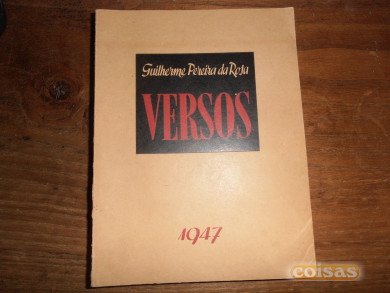 Guilherme Pereira da Rosa
VERSOS
1947
coisas